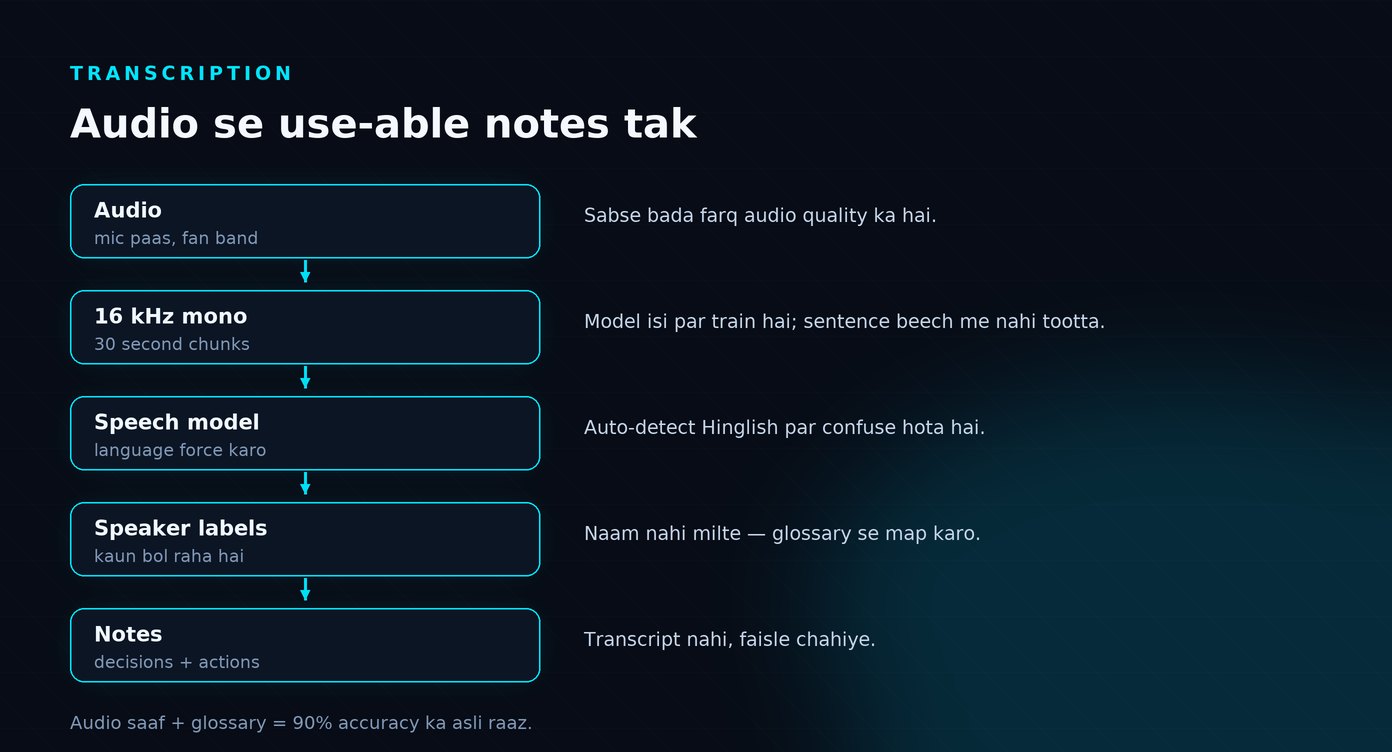 TRANSCRIPTION
Audio se use-able notes tak
Audio
mic paas, fan band
Sabse bada farq audio quality ka hai.
16 kHz mono
30 second chunks
Model isi par train hai; sentence beech me nahi tootta.
Speech model
language force karo
Auto-detect Hinglish par confuse hota hai.
Speaker labels
kaun bol raha hai
Naam nahi milte — glossary se map karo.
Notes
decisions + actions
Transcript nahi, faisle chahiye.
Audio saaf + glossary = 90% accuracy ka asli raaz.